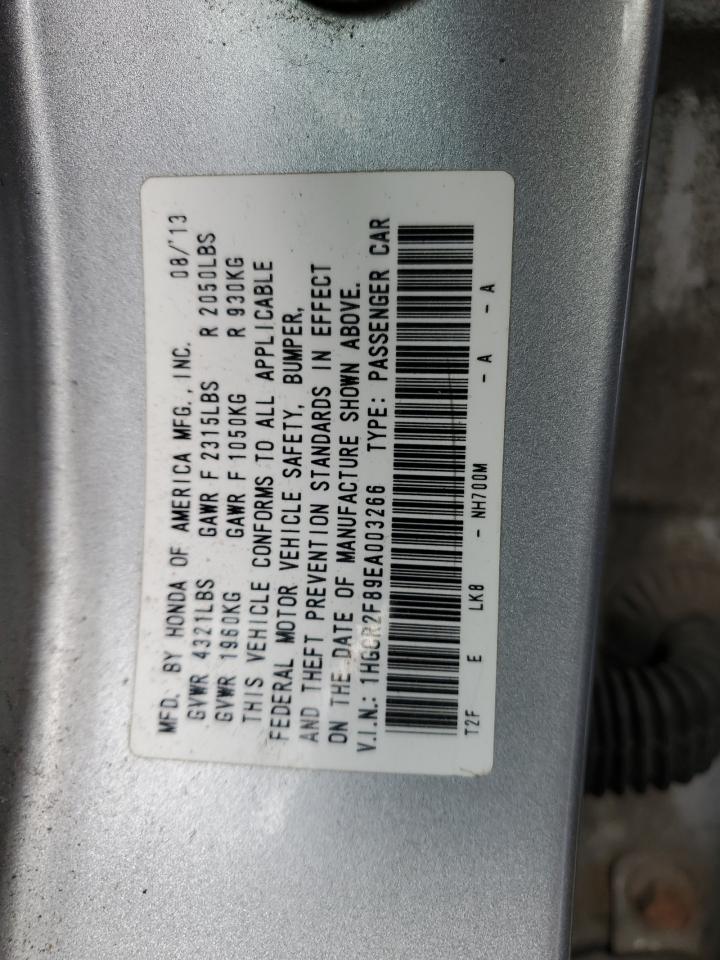 MFD. BY HONDA OF AMERICA MFG., INC. 08/'13
GVWR 4321LBS GAWR F 2315LBS R 2050LBS
GVWR 1960KG GAWR F 1050KG R 930KG
THIS VEHICLE CONFORMS TO ALL APPLICABLE
FEDERAL MOTOR VEHICLE SAFETY, BUMPER,
AND THEFT PREVENTION STANDARDS IN EFFECT
ON THE DATE OF MANUFACTURE SHOWN ABOVE.
V.I.N.: 1HGCR2F89EA003266 TYPE: PASSENGER CAR
T2F E LK8 - NH700M - A - A